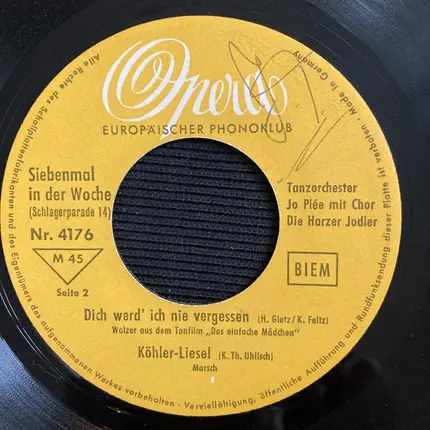 Opera
EUROPÄISCHER PHONOKLUB
Siebenmal
in der Woche
(Schlagerparade 14)
Nr. 4176
M 45
Seite 2
Tanzorchester
Jo Plée mit Chor
Die Harzer Jodler
BIEM
Dich werd' ich nie vergessen (H. Gietz/K. Feltz)
Walzer aus dem Tonfilm „Das einfache Mädchen"
Köhler-Liesel (K. Th. Uhlisch)
Marsch
Alle Rechte des Schallplattenfabrikanten und des Eigentümers des aufgenommenen Werkes vorbehalten - Vervielfältigung, öffentliche Aufführung und Rundfunksendung dieser Platte ist verboten. Made in Germany